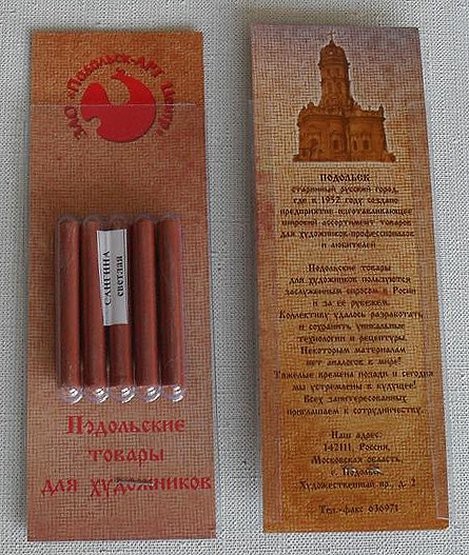 ЗАО «Подольск-АРТ Центр»
САНГИНА
светлая
Подольские
товары
для художников
ПОДОЛЬСК
старинный русский город,
где в 1952 году создано
предприятие изготавливающее
широкий ассортимент товаров
для художников-профессионалов
и любителей
Подольские товары
для художников пользуются
заслуженным спросом в Росии
и за ее рубежем.
Коллективу удалось разработать
и сохранить уникальные
технологии и рецептуры.
Некоторым материалам
нет аналогов в мире!
Тяжелые времена позади и сегодня
мы устремлены в будущее!
Всех заинтересованных
приглашаем к сотрудничеству.
Наш адрес:
142111, Россия,
Московская область,
г. Подольск,
Художественный пр., д. 2
Тел.-факс 636971